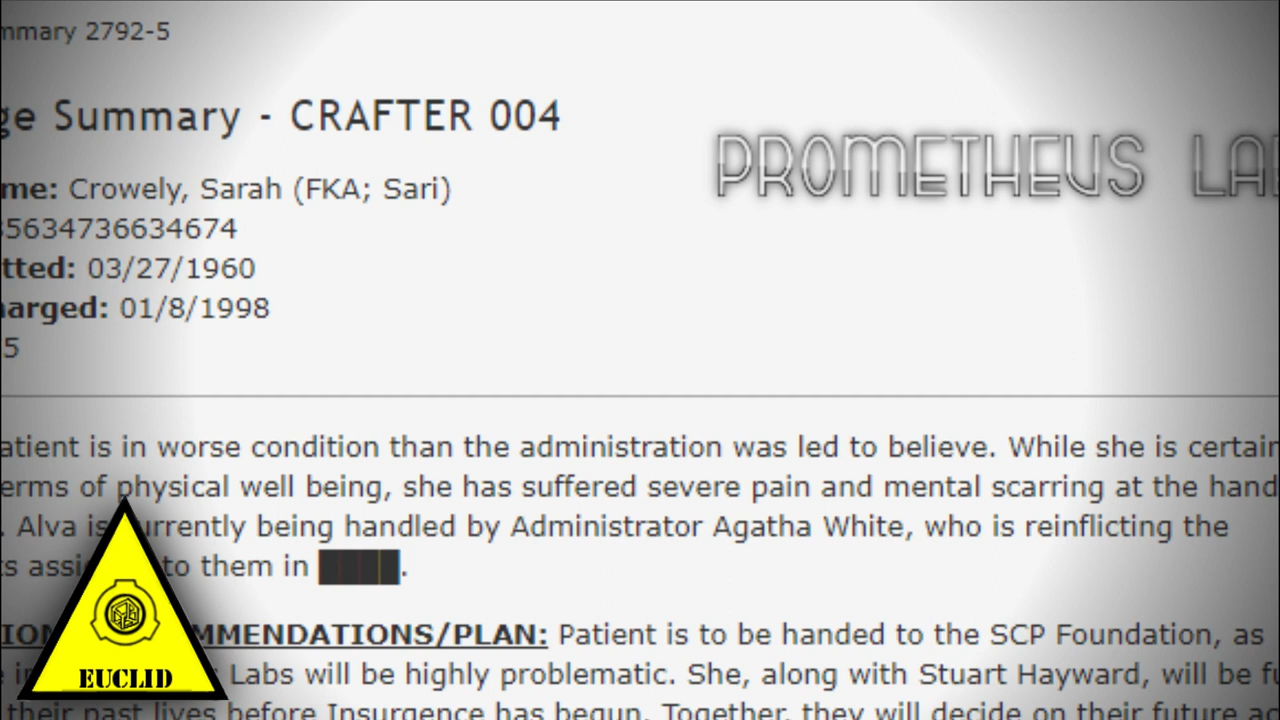 mmary 2792-5
ge Summary - CRAFTER 004
PROMETHEUS LA
me: Crowely, Sarah (FKA; Sari)
35634736634674
tted: 03/27/1960
harged: 01/8/1998
5
atient is in worse condition than the administration was led to believe. While she is certain
erms of physical well being, she has suffered severe pain and mental scarring at the hand
. Alva is urrently being handled by Administrator Agatha White, who is reinflicting the
ts assi to them in ████.
ION MMENDATIONS/PLAN: Patient is to be handed to the SCP Foundation, as
Labs will be highly problematic. She, along with Stuart Hayward, will be fu
their past lives before Insurgence has begun. Together, they will decide on their future ac
EUCLID